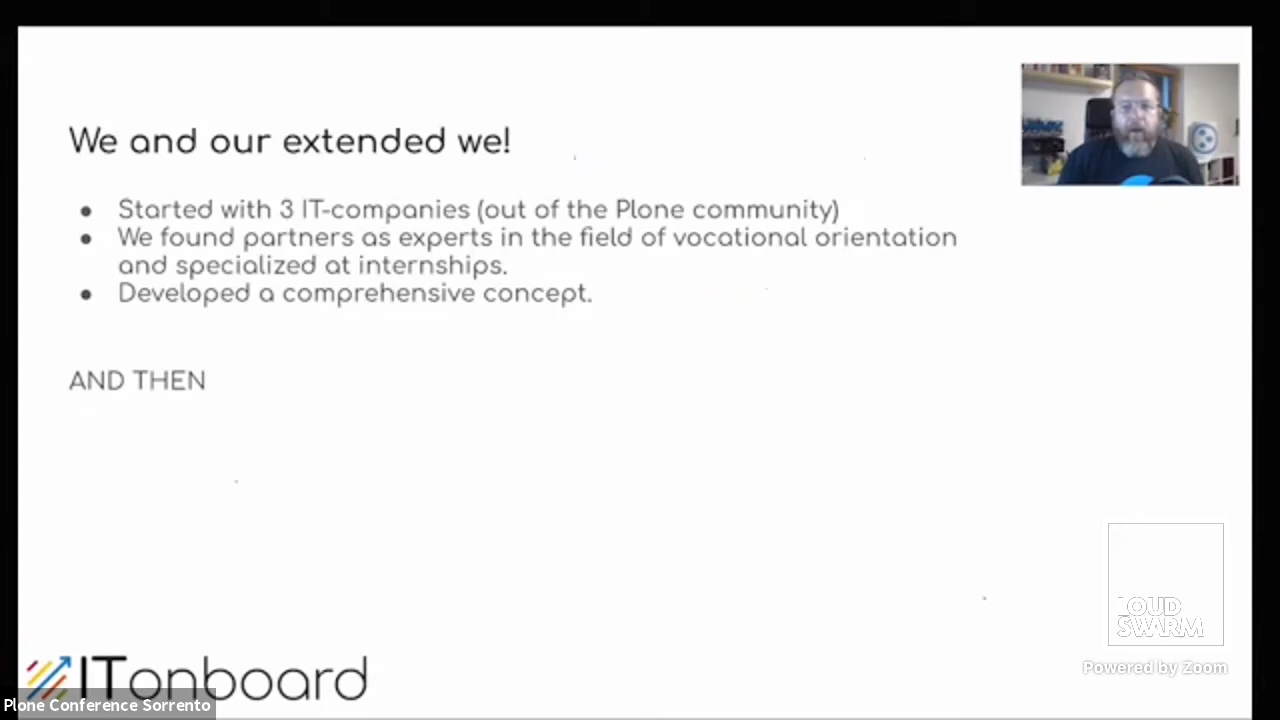 We and our extended we!
● Started with 3 IT-companies (out of the Plone community)
● We found partners as experts in the field of vocational orientation
and specialized at internships.
● Developed a comprehensive concept.
AND THEN
LOUD
SWARM
Powered by Zoom
ITonboard
Plone Conference Sorrento